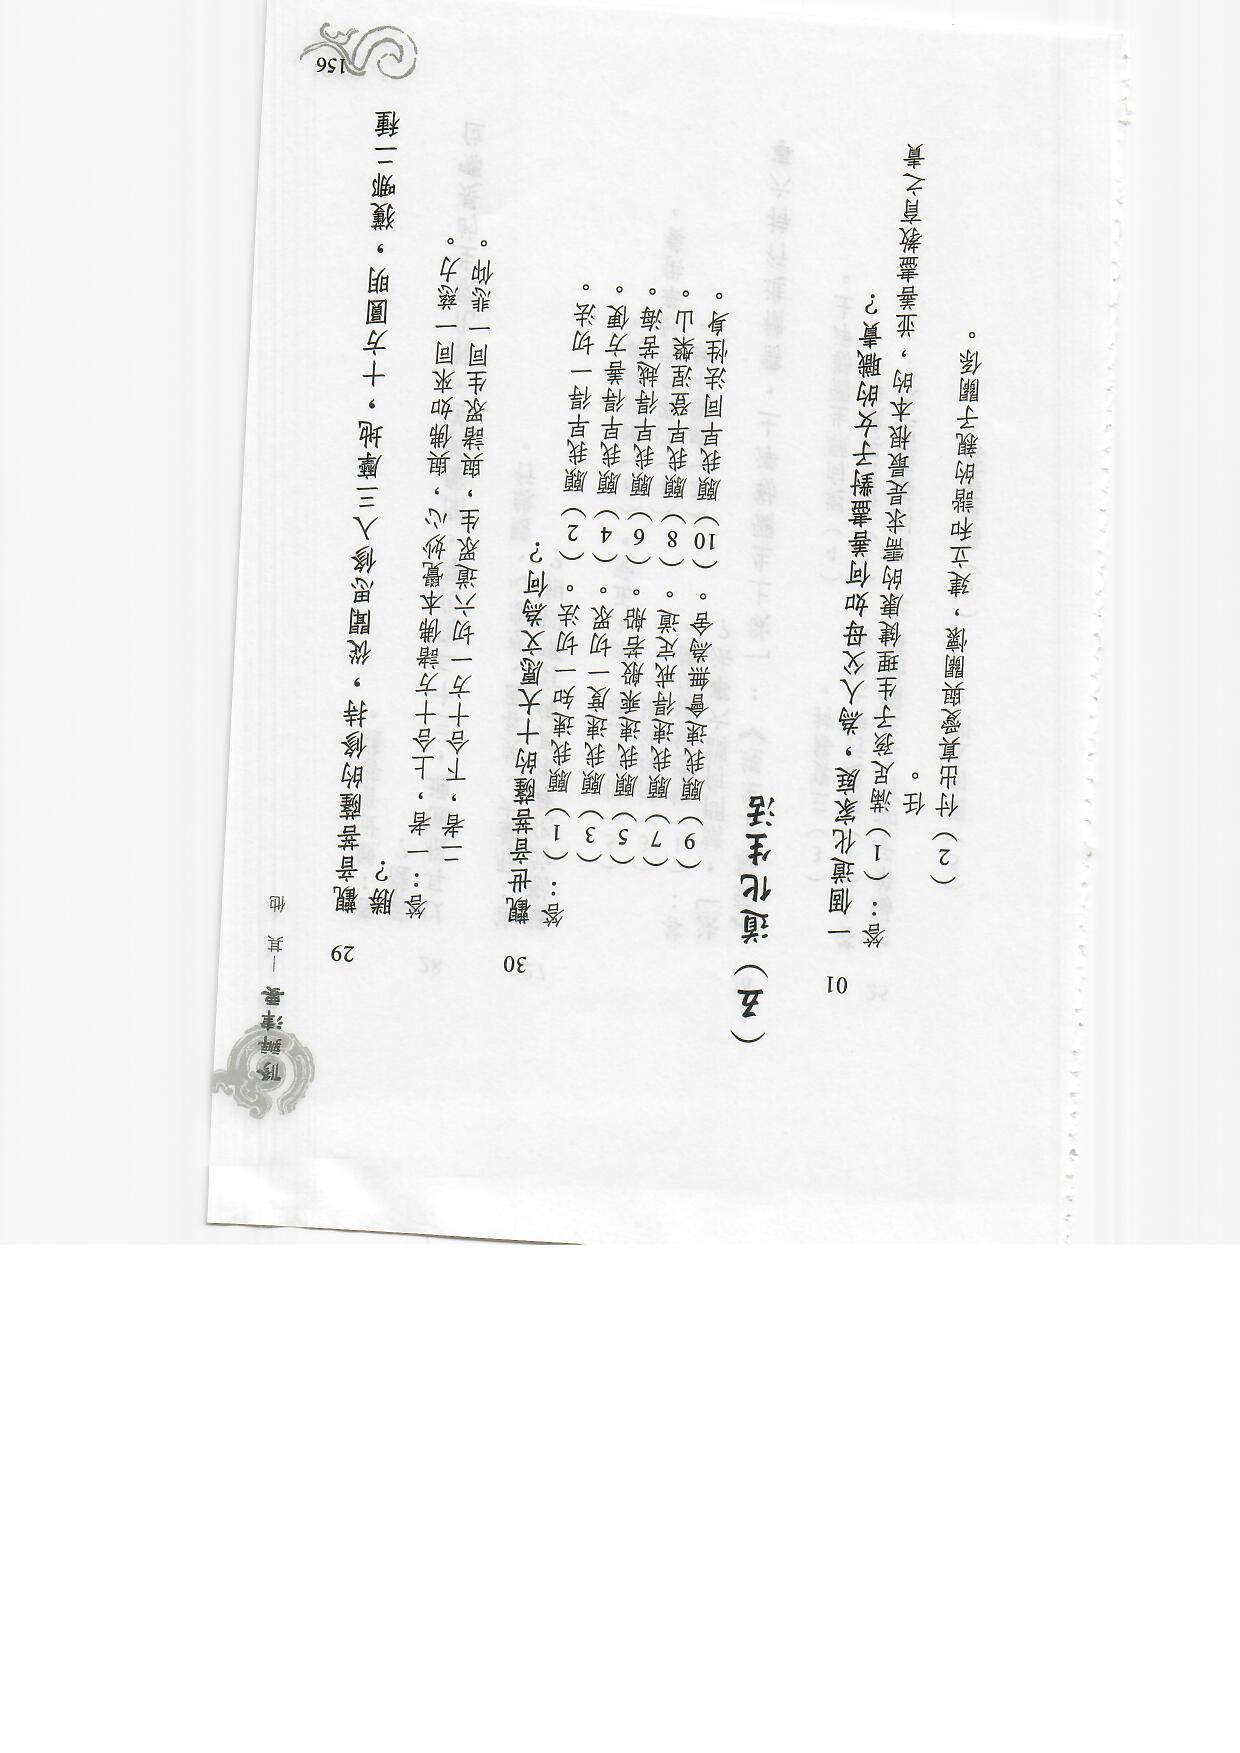 修辦津要
—其他
29 觀音菩薩的修持，從聞思修入三摩地，十方圓明，獲哪二種
勝？
答：一者，上合十方諸佛本覺妙心，與佛如來同一慈力。
二者，下合十方一切六道眾生，與諸眾生同一悲仰。
30 觀世音菩薩的十大愿文為何？
答：（1）願我速知一切法。（2）願我早得一切法。
（3）願我速度一切眾。（4）願我早得善方便。
（5）願我速乘般若船。（6）願我早得越苦海。
（7）願我速得戒定道。（8）願我早登涅槃山。
（9）願我速會無為舍。（10）願我早同法性身。
（五）道化生活
01 一個道化家庭，為人父母如何善盡對子女的職責？
答：（1）滿足孩子生理健康的需求是最根本的，並善盡教育之責
任。
（2）付出真愛與關懷，建立和諧的親子關係。
156